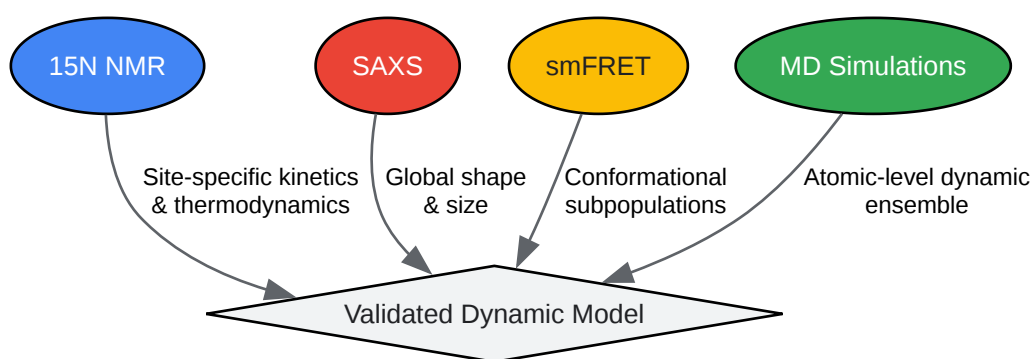 15N NMR
SAXS
smFRET
MD Simulations
Site-specific kinetics
& thermodynamics
Global shape
& size
Conformational
subpopulations
Atomic-level dynamic
ensemble
Validated Dynamic Model